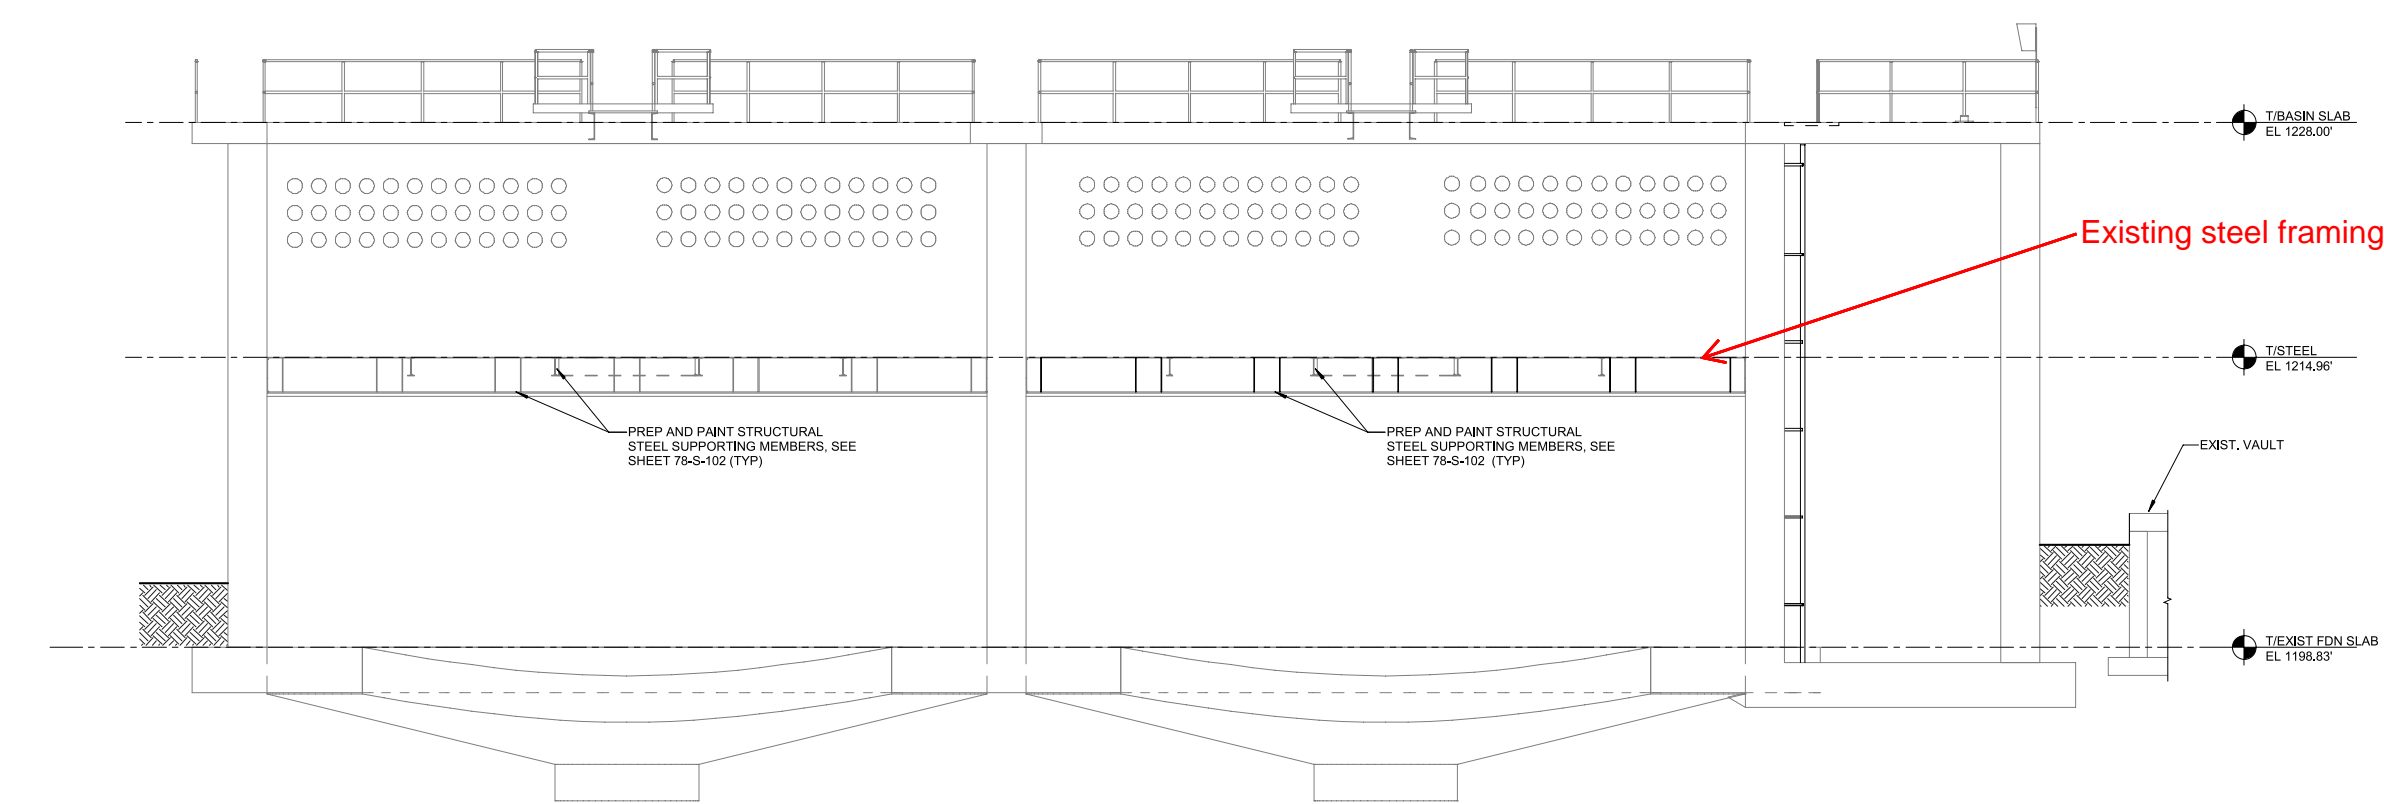 T/BASIN SLAB
EL 1228.00'
Existing steel framing
T/STEEL
EL 1214.96'
PREP AND PAINT STRUCTURAL
STEEL SUPPORTING MEMBERS, SEE
SHEET 78-S-102 (TYP)
PREP AND PAINT STRUCTURAL
STEEL SUPPORTING MEMBERS, SEE
SHEET 78-S-102 (TYP)
EXIST. VAULT
T/EXIST FDN SLAB
EL 1198.83'